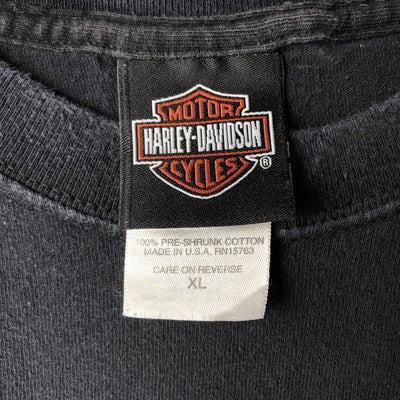 MOTOR
HARLEY-DAVIDSON
CYCLES ®
100% PRE-SHRUNK COTTON
MADE IN U.S.A. RN15763
CARE ON REVERSE
XL